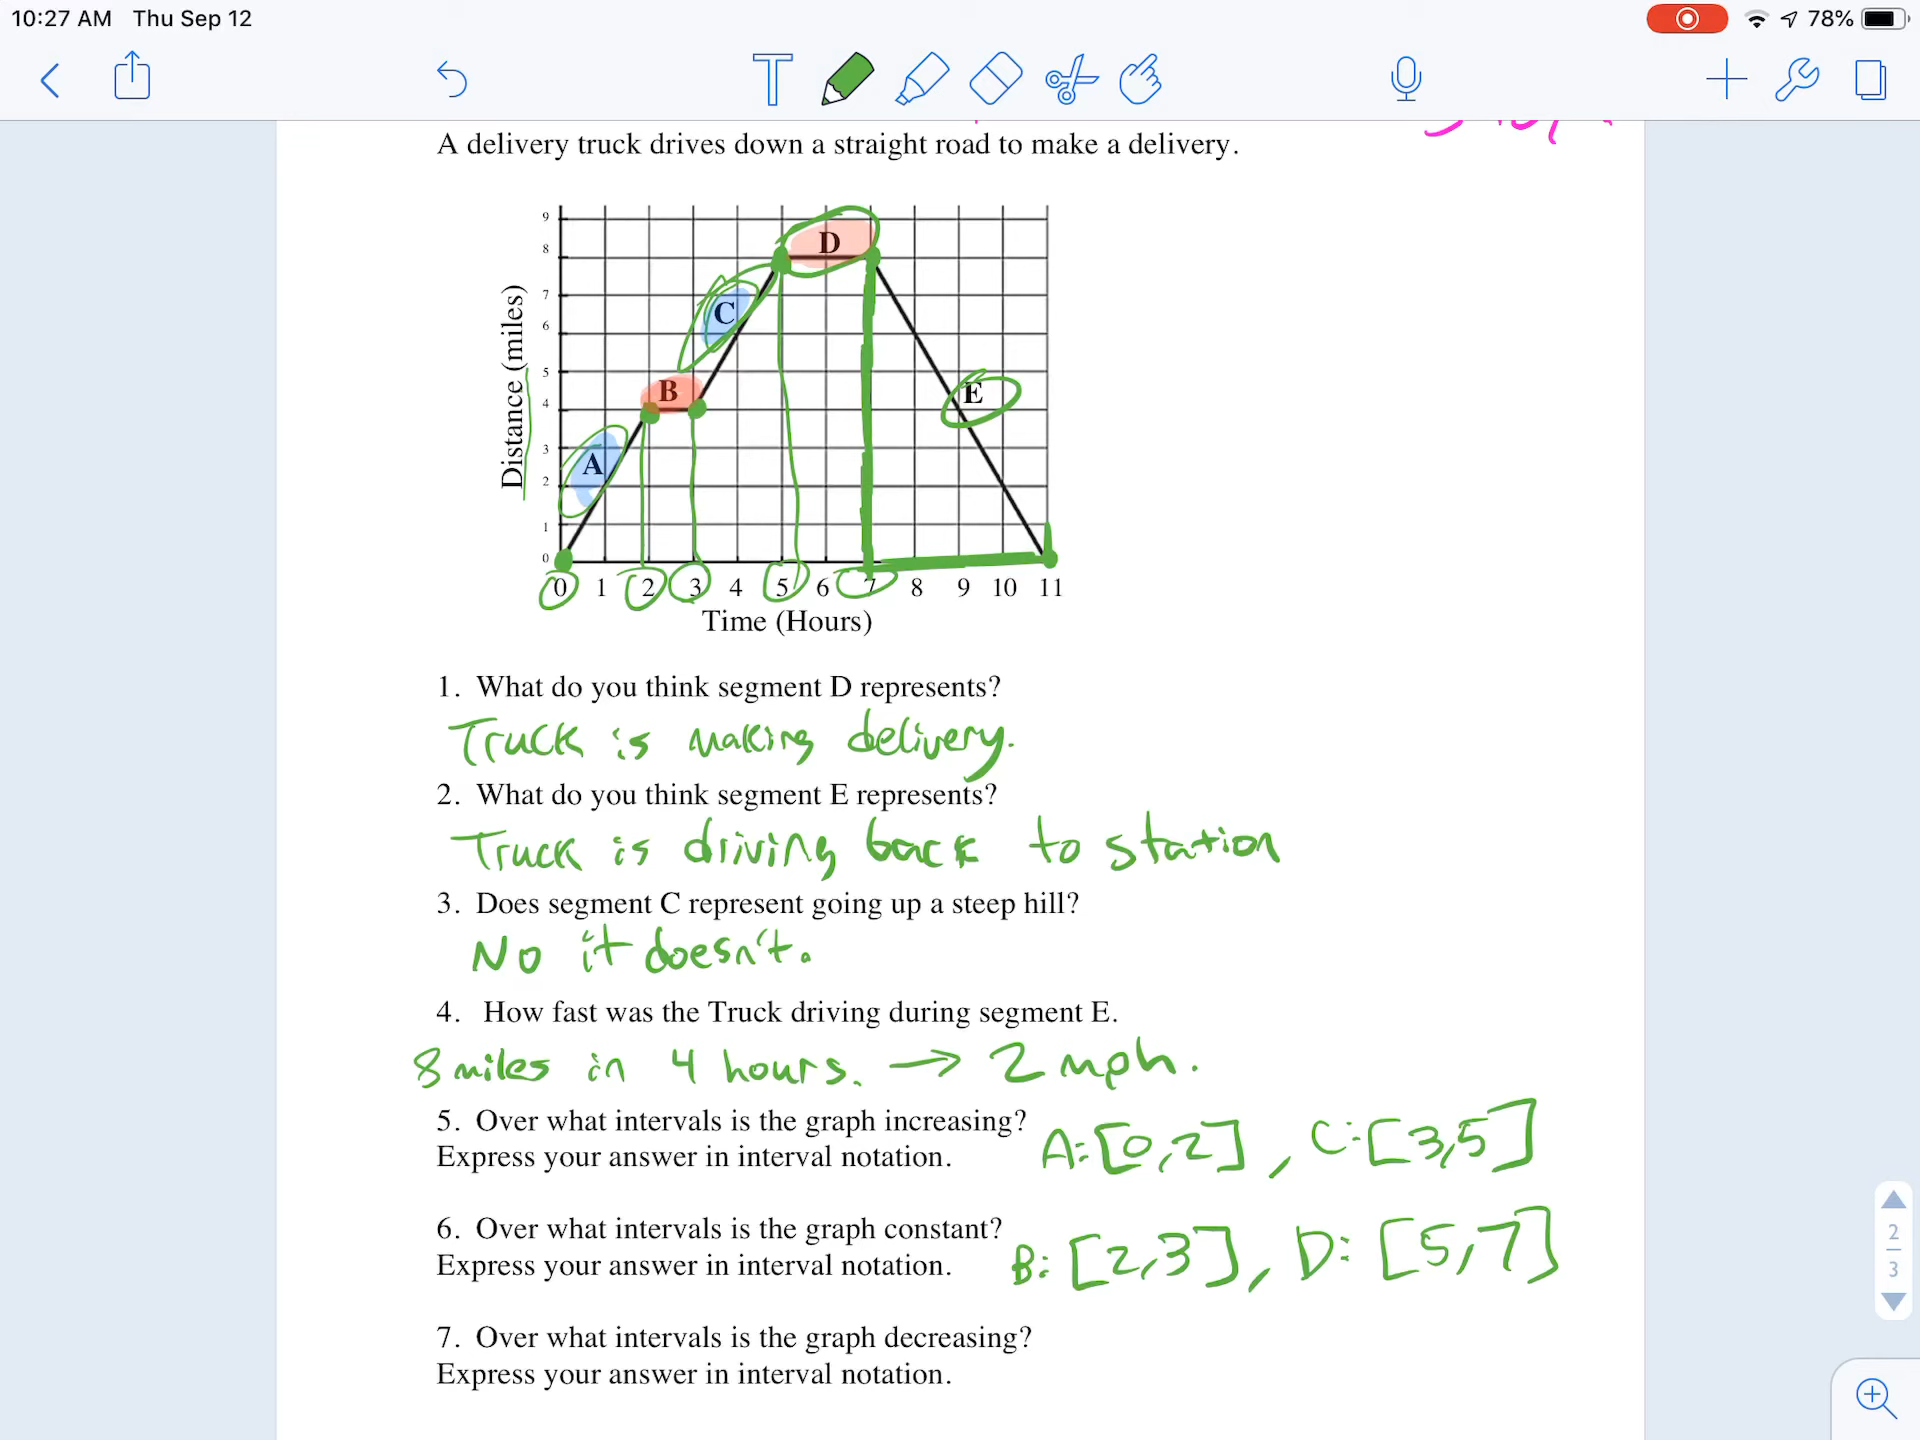 10:27 AM Thu Sep 12
78%
T
A delivery truck drives down a straight road to make a delivery.
9
8
7
6
5
4
3
2
1
0
Distance (miles)
D
C
B
E
A
0 1 2 3 4 5 6 7 8 9 10 11
Time (Hours)
1. What do you think segment D represents?
Truck is making delivery.
2. What do you think segment E represents?
Truck is driving back to station
3. Does segment C represent going up a steep hill?
No it doesn't.
4. How fast was the Truck driving during segment E.
8 miles in 4 hours. → 2 mph.
5. Over what intervals is the graph increasing?
Express your answer in interval notation.
A: [0,2], C: [3,5]
6. Over what intervals is the graph constant?
Express your answer in interval notation.
B: [2,3], D: [5,7]
7. Over what intervals is the graph decreasing?
Express your answer in interval notation.
2
3